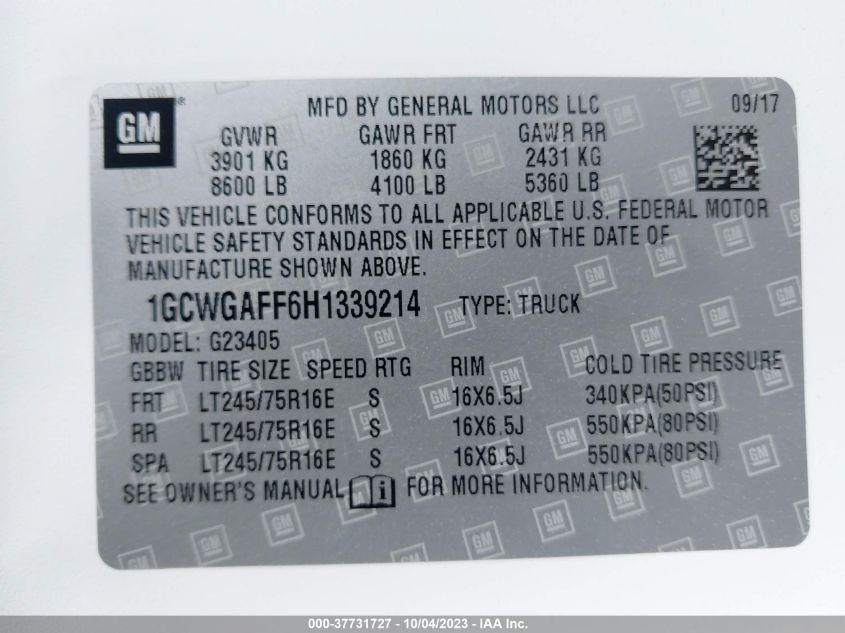 GM ® MFD BY GENERAL MOTORS LLC 09/17
GVWR GAWR FRT GAWR RR
3901 KG 1860 KG 2431 KG
8600 LB 4100 LB 5360 LB
THIS VEHICLE CONFORMS TO ALL APPLICABLE U.S. FEDERAL MOTOR
VEHICLE SAFETY STANDARDS IN EFFECT ON THE DATE OF
MANUFACTURE SHOWN ABOVE.
1GCWGAFF6H1339214 TYPE: TRUCK
MODEL: G23405
GBBW TIRE SIZE SPEED RTG RIM COLD TIRE PRESSURE
FRT LT245/75R16E S 16X6.5J 340KPA(50PSI)
RR LT245/75R16E S 16X6.5J 550KPA(80PSI)
SPA LT245/75R16E S 16X6.5J 550KPA(80PSI)
SEE OWNER'S MANUAL i FOR MORE INFORMATION.
000-37731727 - 10/04/2023 - IAA Inc.